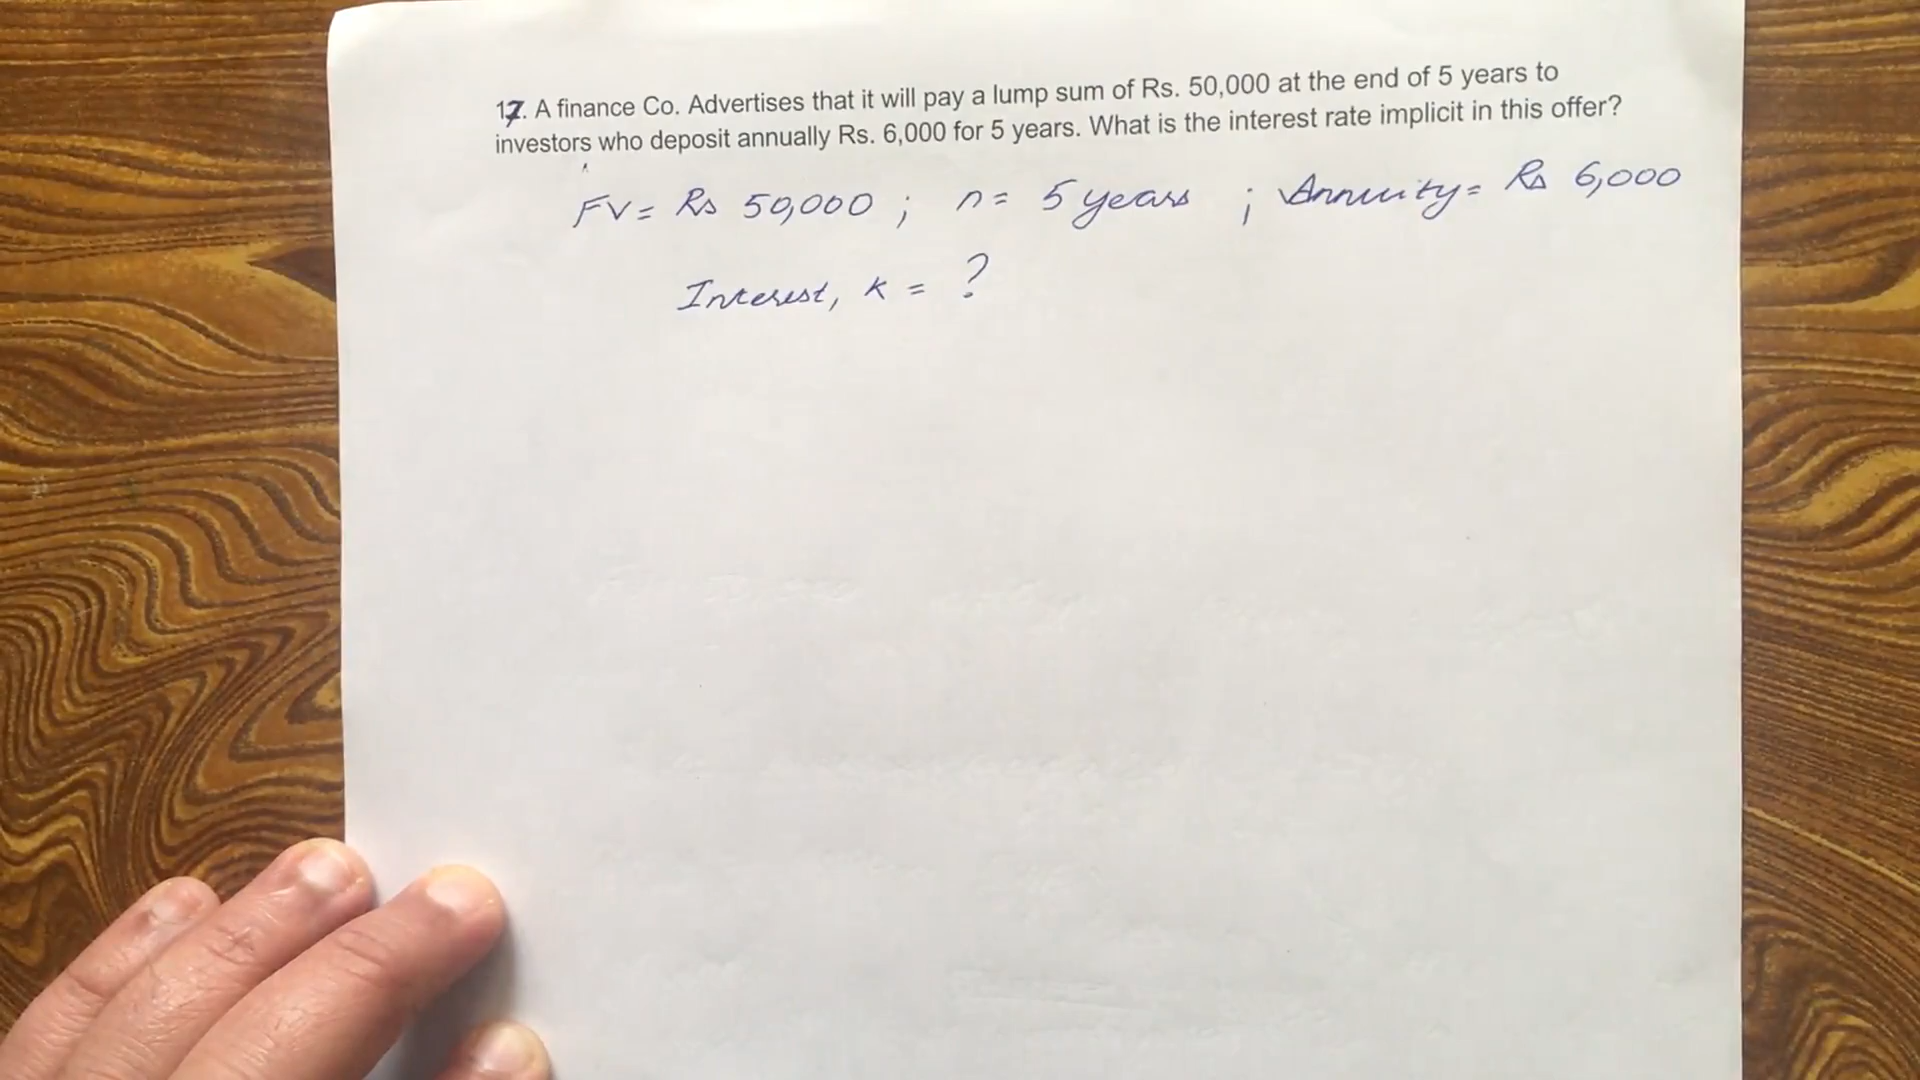 17. A finance Co. Advertises that it will pay a lump sum of Rs. 50,000 at the end of 5 years to
investors who deposit annually Rs. 6,000 for 5 years. What is the interest rate implicit in this offer?
FV = Rs 50,000 ; n = 5 years ; Annuity = Rs 6,000
Interest, k = ?